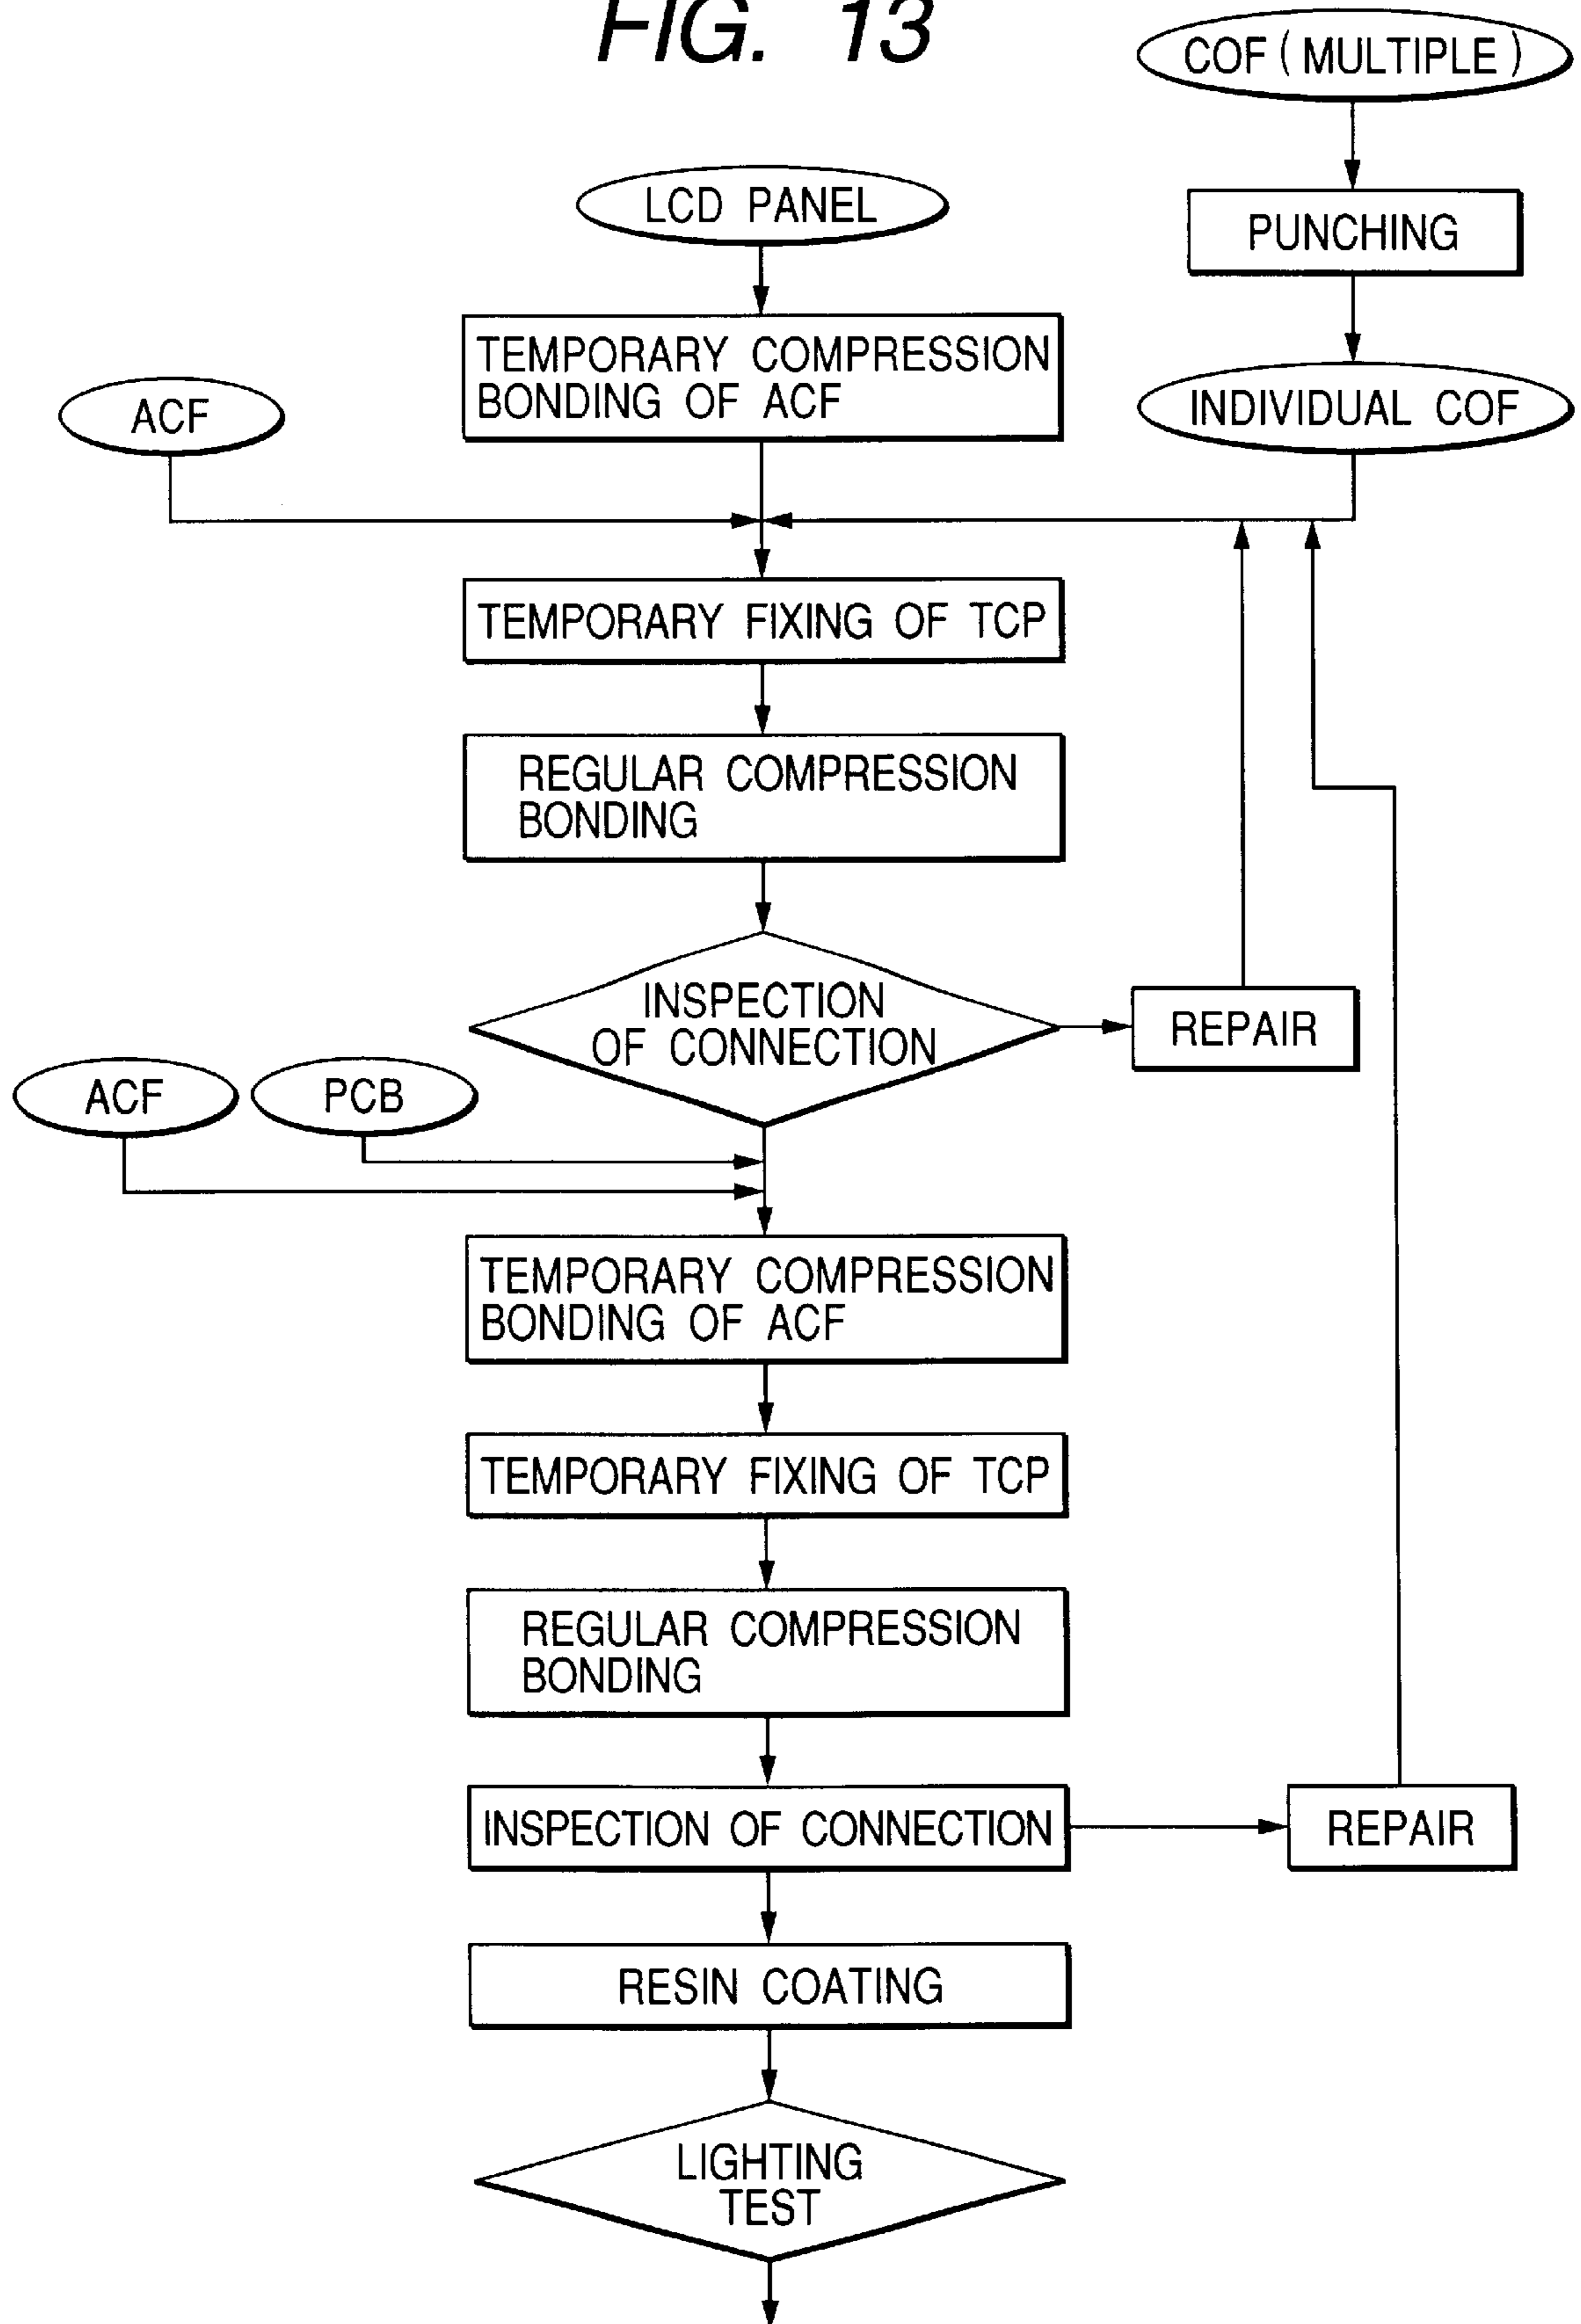 FIG. 13
COF ( MULTIPLE )
LCD PANEL
PUNCHING
TEMPORARY COMPRESSION
BONDING OF ACF
ACF
INDIVIDUAL COF
TEMPORARY FIXING OF TCP
REGULAR COMPRESSION
BONDING
INSPECTION
OF CONNECTION
REPAIR
ACF
PCB
TEMPORARY COMPRESSION
BONDING OF ACF
TEMPORARY FIXING OF TCP
REGULAR COMPRESSION
BONDING
INSPECTION OF CONNECTION
REPAIR
RESIN COATING
LIGHTING
TEST